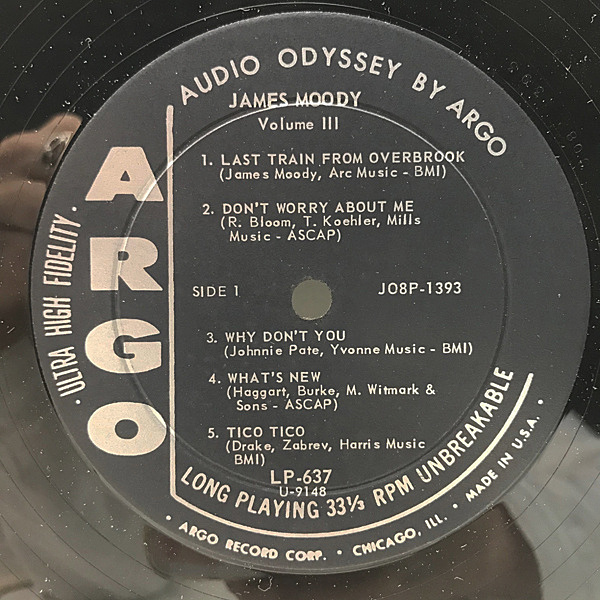 AUDIO ODYSSEY BY ARGO
JAMES MOODY
Volume III
1. LAST TRAIN FROM OVERBROOK
(James Moody, Arc Music - BMI)
2. DON'T WORRY ABOUT ME
(R. Bloom, T. Koehler, Mills
Music - ASCAP)
ARGO
· ULTRA HIGH FIDELITY ·
SIDE 1
JO8P-1393
3. WHY DON'T YOU
(Johnnie Pate, Yvonne Music - BMI)
4. WHAT'S NEW
(Haggart, Burke, M. Witmark &
Sons - ASCAP)
5. TICO TICO
(Drake, Zabrev, Harris Music
BMI)
LP-637
U-9148
LONG PLAYING 33⅓ RPM UNBREAKABLE
· ARGO RECORD CORP. · CHICAGO, ILL. · MADE IN U.S.A. ·